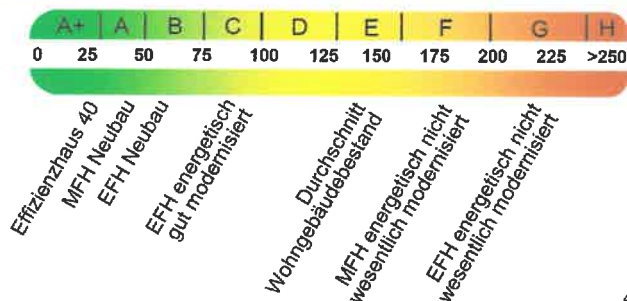 A+ A B C D E F G H
0 25 50 75 100 125 150 175 200 225 >250
Effizienzhaus 40
MFH Neubau
EFH Neubau
EFH energetisch
gut modernisiert
Durchschnitt
Wohngebäudebestand
MFH energetisch nicht
wesentlich modernisiert
EFH energetisch nicht
wesentlich modernisiert